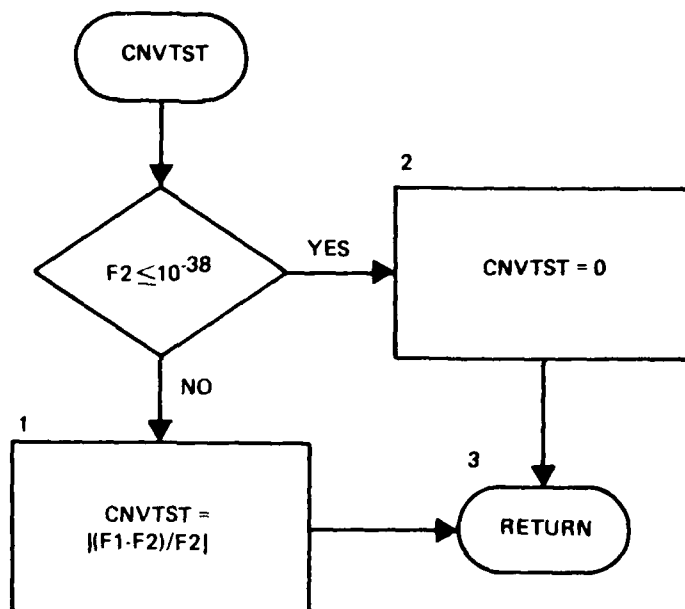 CNVTST
F2 ≤ 10^-38
YES
2
CNVTST = 0
NO
1
CNVTST =
|(F1-F2)/F2|
3
RETURN